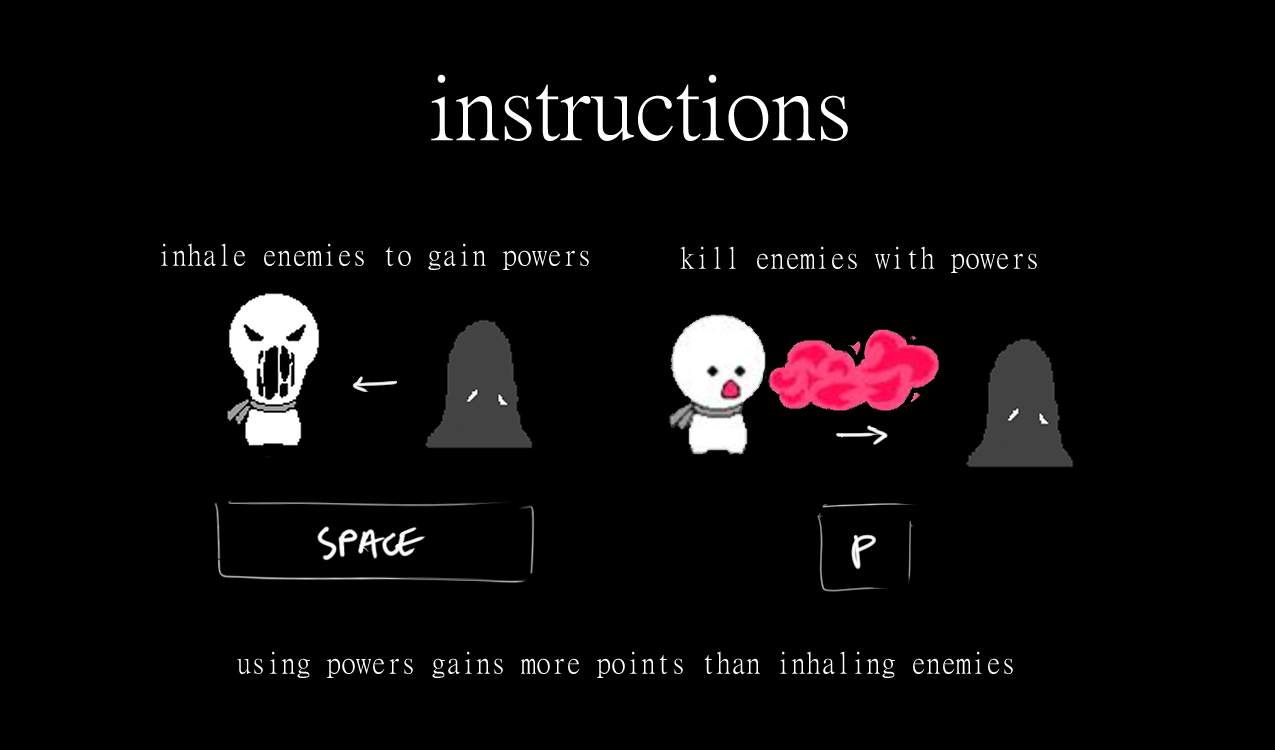 instructions
inhale enemies to gain powers
kill enemies with powers
SPACE
P
using powers gains more points than inhaling enemies